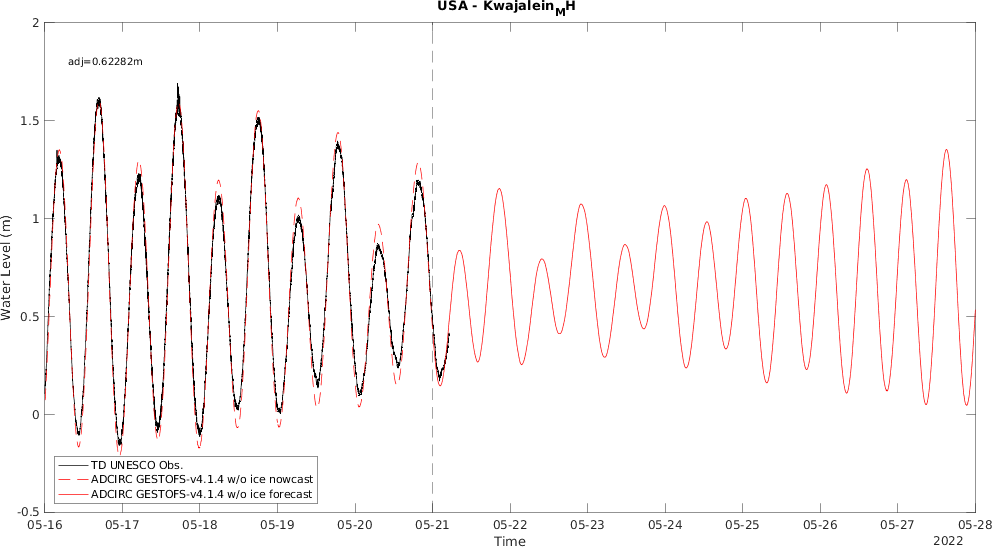 USA - KwajaleinMH
adj=0.62282m
2
1.5
1
0.5
0
-0.5
Water Level (m)
TD UNESCO Obs.
ADCIRC GESTOFS-v4.1.4 w/o ice nowcast
ADCIRC GESTOFS-v4.1.4 w/o ice forecast
05-16 05-17 05-18 05-19 05-20 05-21 05-22 05-23 05-24 05-25 05-26 05-27 05-28
Time
2022